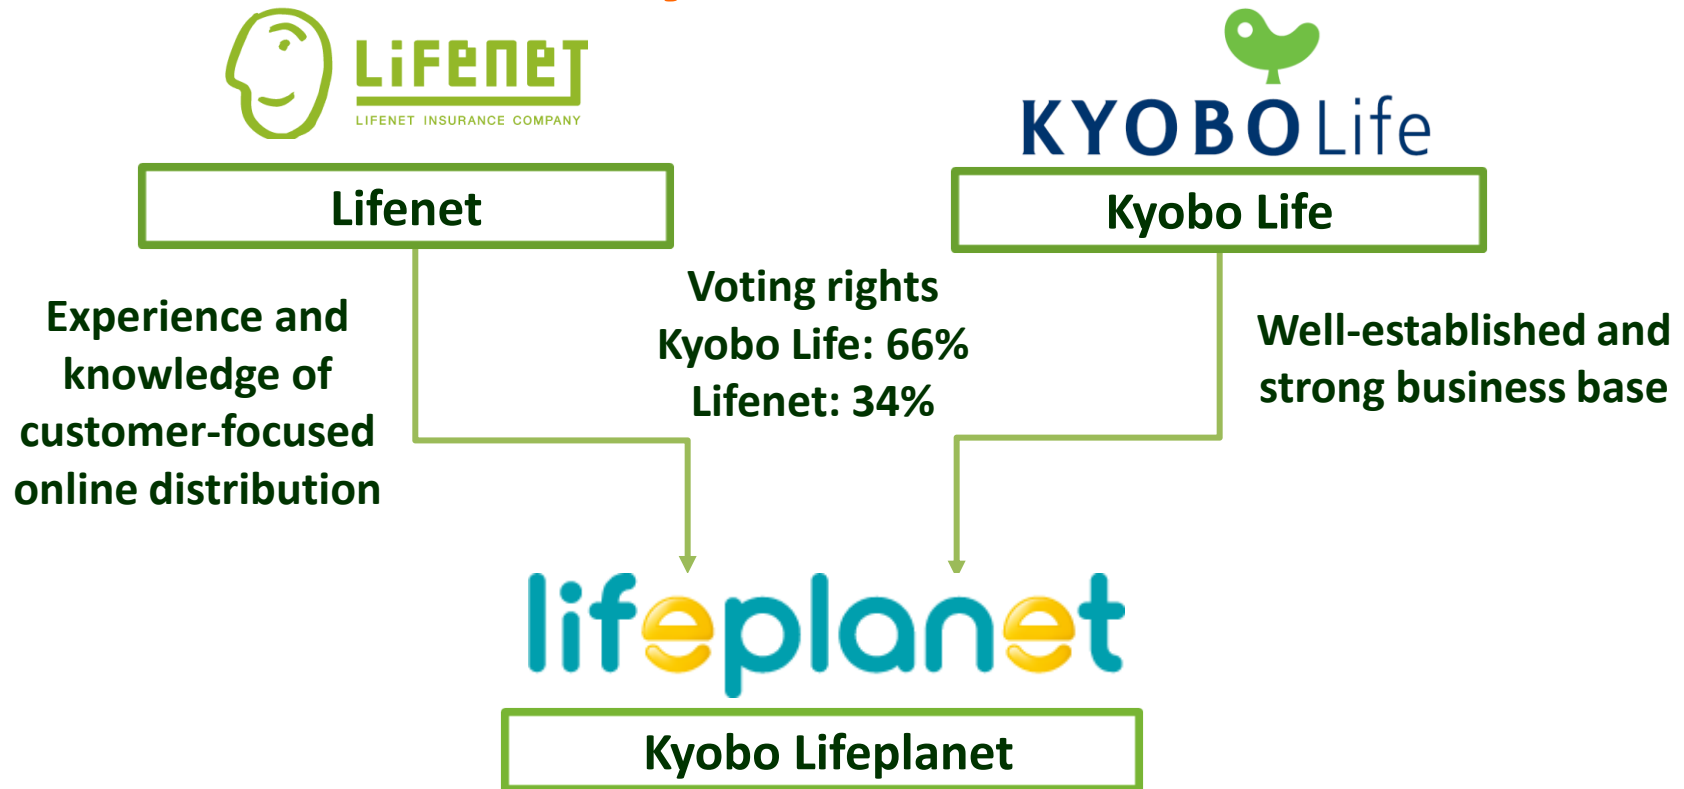 LiFENET
LIFENET INSURANCE COMPANY
KYOBO Life
Lifenet
Kyobo Life
Experience and
knowledge of
customer-focused
online distribution
Voting rights
Kyobo Life: 66%
Lifenet: 34%
Well-established and
strong business base
lifeplanet
Kyobo Lifeplanet